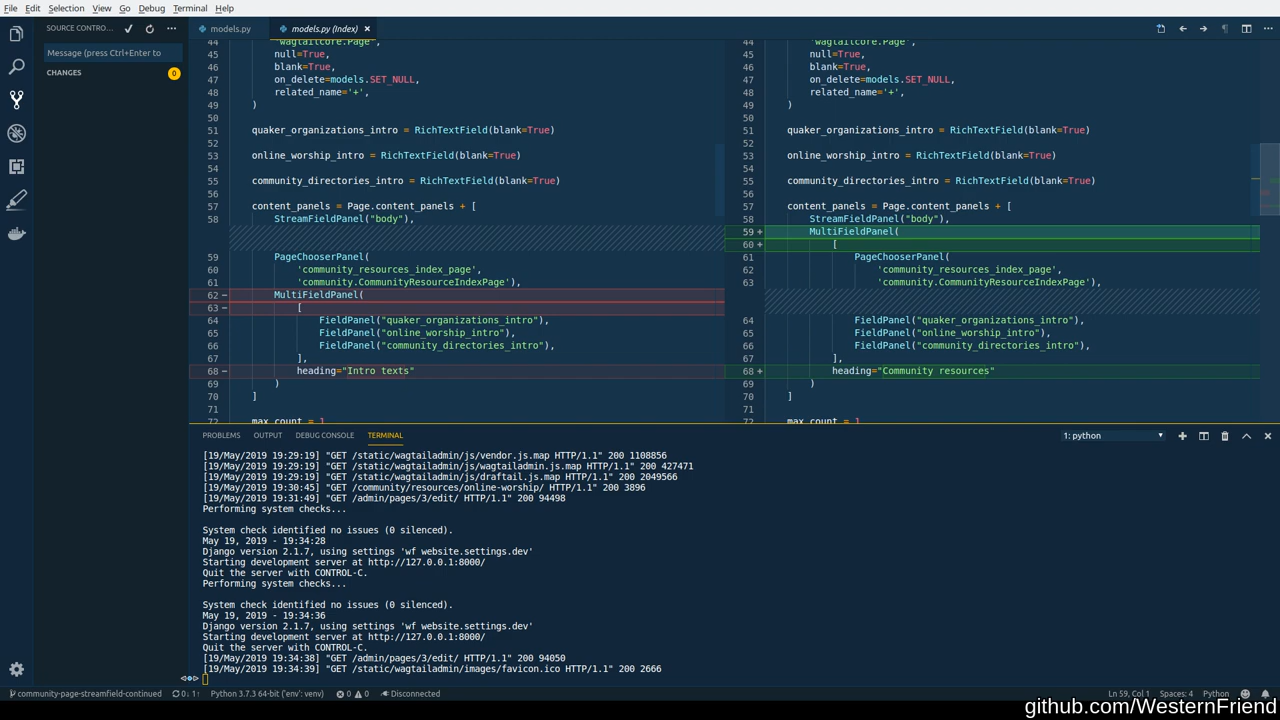 File Edit Selection View Go Debug Terminal Help
SOURCE CONTRO...
models.py
models.py (Index)
Message (press Ctrl+Enter to
CHANGES
0
44 "wagtailcore.Page",
45 null=True,
46 blank=True,
47 on_delete=models.SET_NULL,
48 related_name='+',
49 )
50
51 quaker_organizations_intro = RichTextField(blank=True)
52
53 online_worship_intro = RichTextField(blank=True)
54
55 community_directories_intro = RichTextField(blank=True)
56
57 content_panels = Page.content_panels + [
58 StreamFieldPanel("body"),
59 PageChooserPanel(
60 'community_resources_index_page',
61 'community.CommunityResourceIndexPage'),
62 - MultiFieldPanel(
63 - [
64 FieldPanel("quaker_organizations_intro"),
65 FieldPanel("online_worship_intro"),
66 FieldPanel("community_directories_intro"),
67 ],
68 - heading="Intro texts"
69 )
70 ]
71
72 max_count = 1
44 "wagtailcore.Page",
45 null=True,
46 blank=True,
47 on_delete=models.SET_NULL,
48 related_name='+',
49 )
50
51 quaker_organizations_intro = RichTextField(blank=True)
52
53 online_worship_intro = RichTextField(blank=True)
54
55 community_directories_intro = RichTextField(blank=True)
56
57 content_panels = Page.content_panels + [
58 StreamFieldPanel("body"),
59 + MultiFieldPanel(
60 + [
61 PageChooserPanel(
62 'community_resources_index_page',
63 'community.CommunityResourceIndexPage'),
64 FieldPanel("quaker_organizations_intro"),
65 FieldPanel("online_worship_intro"),
66 FieldPanel("community_directories_intro"),
67 ],
68 + heading="Community resources"
69 )
70 ]
71
72 max_count = 1
PROBLEMS OUTPUT DEBUG CONSOLE TERMINAL
1: python
[19/May/2019 19:29:19] "GET /static/wagtailadmin/js/vendor.js.map HTTP/1.1" 200 1108856
[19/May/2019 19:29:19] "GET /static/wagtailadmin/js/wagtailadmin.js.map HTTP/1.1" 200 427471
[19/May/2019 19:29:19] "GET /static/wagtailadmin/js/draftail.js.map HTTP/1.1" 200 2049566
[19/May/2019 19:30:45] "GET /community/resources/online-worship/ HTTP/1.1" 200 3896
[19/May/2019 19:31:49] "GET /admin/pages/3/edit/ HTTP/1.1" 200 94498
Performing system checks...
System check identified no issues (0 silenced).
May 19, 2019 - 19:34:28
Django version 2.1.7, using settings 'wf_website.settings.dev'
Starting development server at http://127.0.0.1:8000/
Quit the server with CONTROL-C.
Performing system checks...
System check identified no issues (0 silenced).
May 19, 2019 - 19:34:36
Django version 2.1.7, using settings 'wf_website.settings.dev'
Starting development server at http://127.0.0.1:8000/
Quit the server with CONTROL-C.
[19/May/2019 19:34:38] "GET /admin/pages/3/edit/ HTTP/1.1" 200 94050
[19/May/2019 19:34:39] "GET /static/wagtailadmin/images/favicon.ico HTTP/1.1" 200 2666
community-page-streamfield-continued 0↓ 1↑ Python 3.7.3 64-bit ('env': venv) 0 0 Disconnected
Ln 59, Col 1 Spaces: 4 Python
github.com/WesternFriend